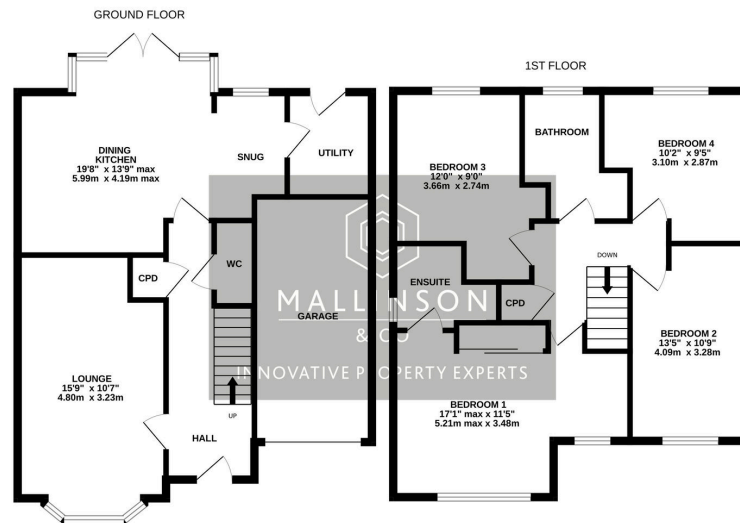 GROUND FLOOR
DINING
KITCHEN
19'8" x 13'9" max
5.99m x 4.19m max
SNUG
UTILITY
WC
CPD
GARAGE
LOUNGE
15'9" x 10'7"
4.80m x 3.23m
UP
HALL
1ST FLOOR
BATHROOM
BEDROOM 3
12'0" x 9'0"
3.66m x 2.74m
BEDROOM 4
10'2" x 9'5"
3.10m x 2.87m
DOWN
ENSUITE
CPD
BEDROOM 2
13'5" x 10'9"
4.09m x 3.28m
BEDROOM 1
17'1" max x 11'5"
5.21m max x 3.48m
MALLINSON
& CO
INNOVATIVE PROPERTY EXPERTS